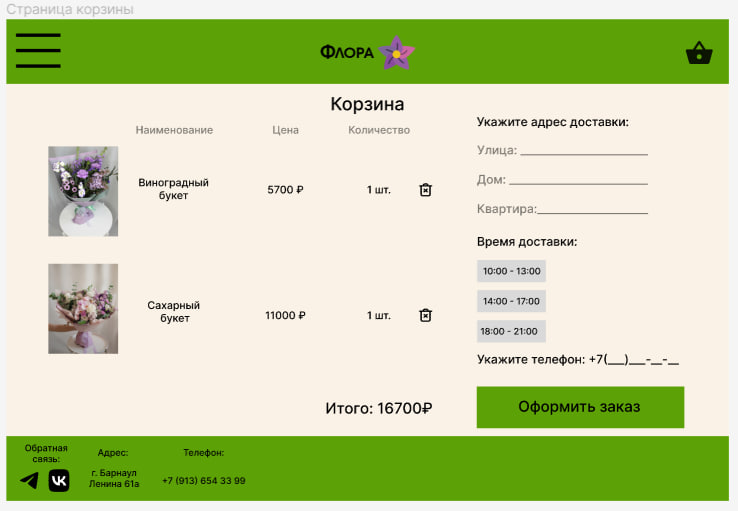 Страница корзины
Флора
Корзина
Наименование Цена Количество
Виноградный
букет
5700 ₽
1 шт.
Сахарный
букет
11000 ₽
1 шт.
Итого: 16700₽
Укажите адрес доставки:
Улица: ____________________
Дом: ______________________
Квартира:__________________
Время доставки:
10:00 - 13:00
14:00 - 17:00
18:00 - 21:00
Укажите телефон: +7(___)___-__-__
Оформить заказ
Обратная
связь:
Адрес:
г. Барнаул
Ленина 61а
Телефон:
+7 (913) 654 33 99